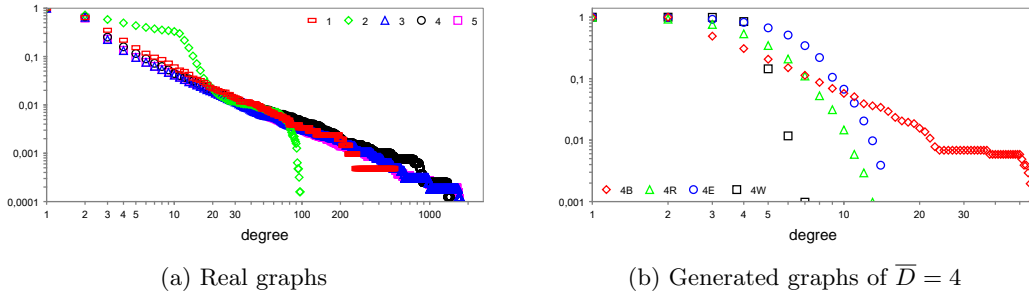 1
0,1
0,01
0,001
0,0001
1 2 3 4 5
1 2 3 4 5 10 20 30 100 200 1000
degree
(a) Real graphs
1
0,1
0,01
0,001
4B 4R 4E 4W
1 2 3 4 5 10 20 30
degree
(b) Generated graphs of D̅ = 4